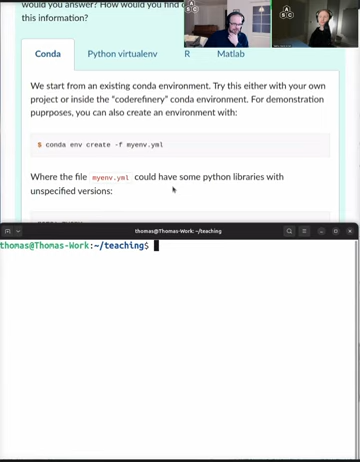 would you answer? How would you find
this information?
Conda
Python virtualenv
R
Matlab
We start from an existing conda environment. Try this either with your own
project or inside the “coderefinery” conda environment. For demonstration
puprposes, you can also create an environment with:
$ conda env create -f myenv.yml
Where the file myenv.yml could have some python libraries with
unspecified versions:
thomas@Thomas-Work: ~/teaching
thomas@Thomas-Work:~/teaching$